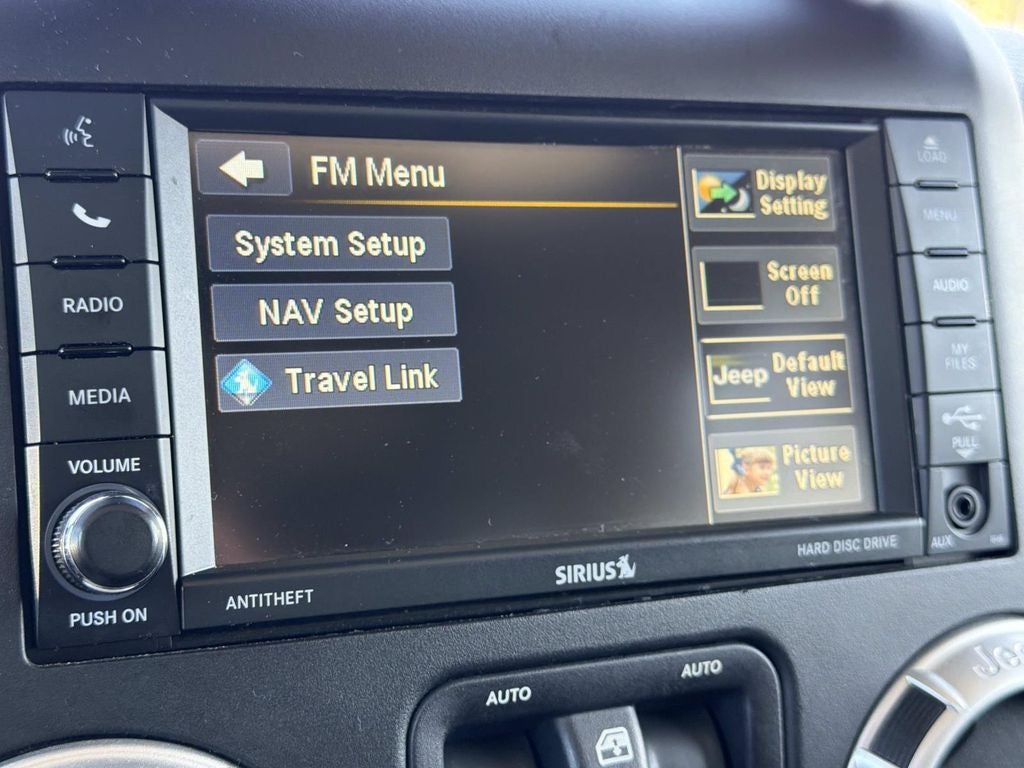 FM Menu
System Setup
NAV Setup
Travel Link
Display
Setting
Screen
Off
Jeep
Default
View
Picture
View
RADIO
MEDIA
VOLUME
PUSH ON
LOAD
MENU
AUDIO
MY
FILES
PULL
AUX
ANTITHEFT
SIRIUS
HARD DISC DRIVE
AUTO
AUTO